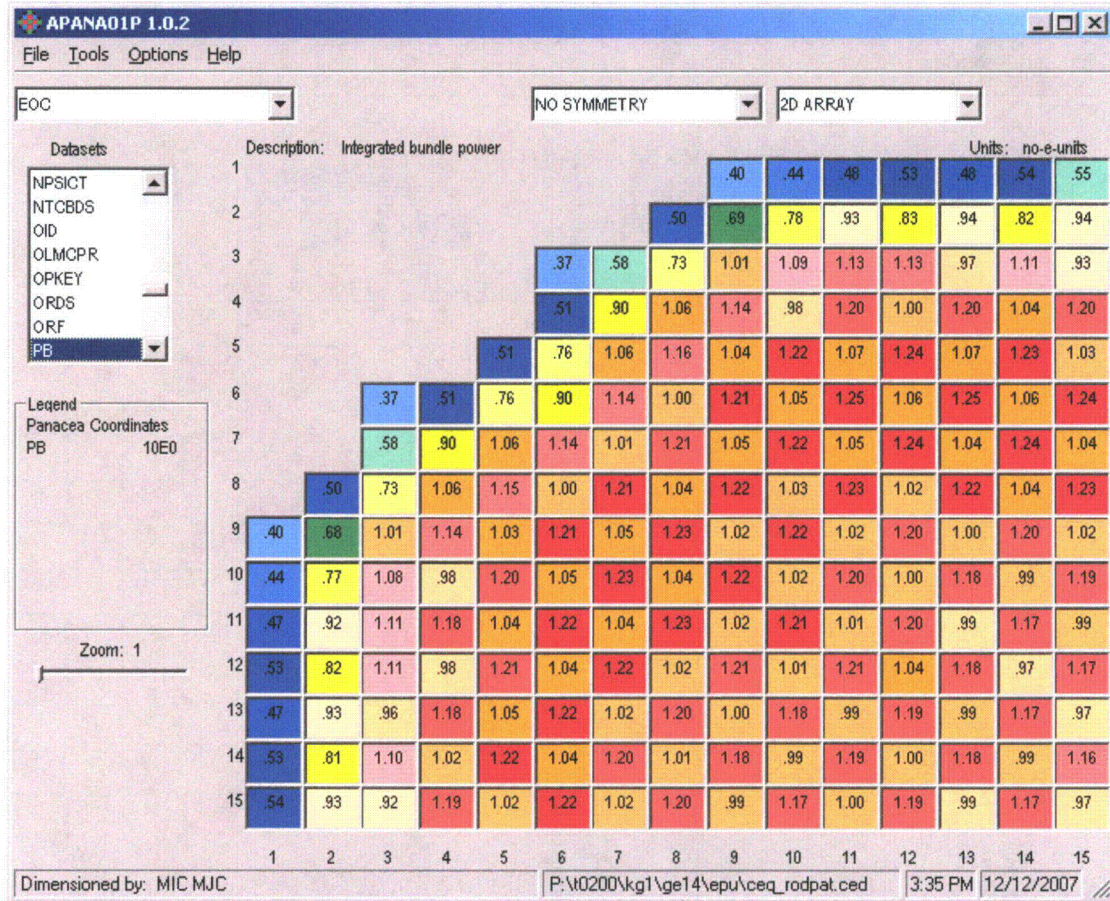 APANA01P 1.0.2
File Tools Options Help
EOC NO SYMMETRY 2D ARRAY
Datasets
NPSICT
NTCBDS
OID
OLMCPR
OPKEY
ORDS
ORF
PB
Legend
Panacea Coordinates
PB 10E0
Zoom: 1
Description: Integrated bundle power Units: no-e-units
1 .40 .44 .48 .53 .48 .54 .55
2 .50 .69 .78 .93 .83 .94 .82 .94
3 .37 .58 .73 1.01 1.09 1.13 1.13 .97 1.11 .93
4 .51 .90 1.06 1.14 .98 1.20 1.00 1.20 1.04 1.20
5 .51 .76 1.06 1.16 1.04 1.22 1.07 1.24 1.07 1.23 1.03
6 .37 .51 .76 .90 1.14 1.00 1.21 1.05 1.25 1.06 1.25 1.06 1.24
7 .58 .90 1.06 1.14 1.01 1.21 1.05 1.22 1.05 1.24 1.04 1.24 1.04
8 .50 .73 1.06 1.15 1.00 1.21 1.04 1.22 1.03 1.23 1.02 1.22 1.04 1.23
9 .40 .68 1.01 1.14 1.03 1.21 1.05 1.23 1.02 1.22 1.02 1.20 1.00 1.20 1.02
10 .44 .77 1.08 .98 1.20 1.05 1.23 1.04 1.22 1.02 1.20 1.00 1.18 .99 1.19
11 .47 .92 1.11 1.18 1.04 1.22 1.04 1.23 1.02 1.21 1.01 1.20 .99 1.17 .99
12 .53 .82 1.11 .98 1.21 1.04 1.22 1.02 1.21 1.01 1.21 1.04 1.18 .97 1.17
13 .47 .93 .96 1.18 1.05 1.22 1.02 1.20 1.00 1.18 .99 1.19 .99 1.17 .97
14 .53 .81 1.10 1.02 1.22 1.04 1.20 1.01 1.18 .99 1.19 1.00 1.18 .99 1.16
15 .54 .93 .92 1.19 1.02 1.22 1.02 1.20 .99 1.17 1.00 1.19 .99 1.17 .97
1 2 3 4 5 6 7 8 9 10 11 12 13 14 15
Dimensioned by: MIC MJC P:\t0200\kg1\ge14\epu\ceq_rodpat.ced 3:35 PM 12/12/2007